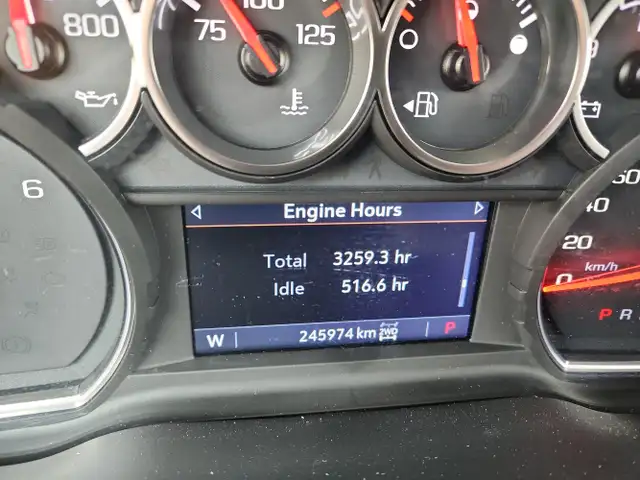 800
75 100 125
0
6
Engine Hours
Total 3259.3 hr
Idle 516.6 hr
W 245974 km 2WD P
60
40
20
0
km/h
P R